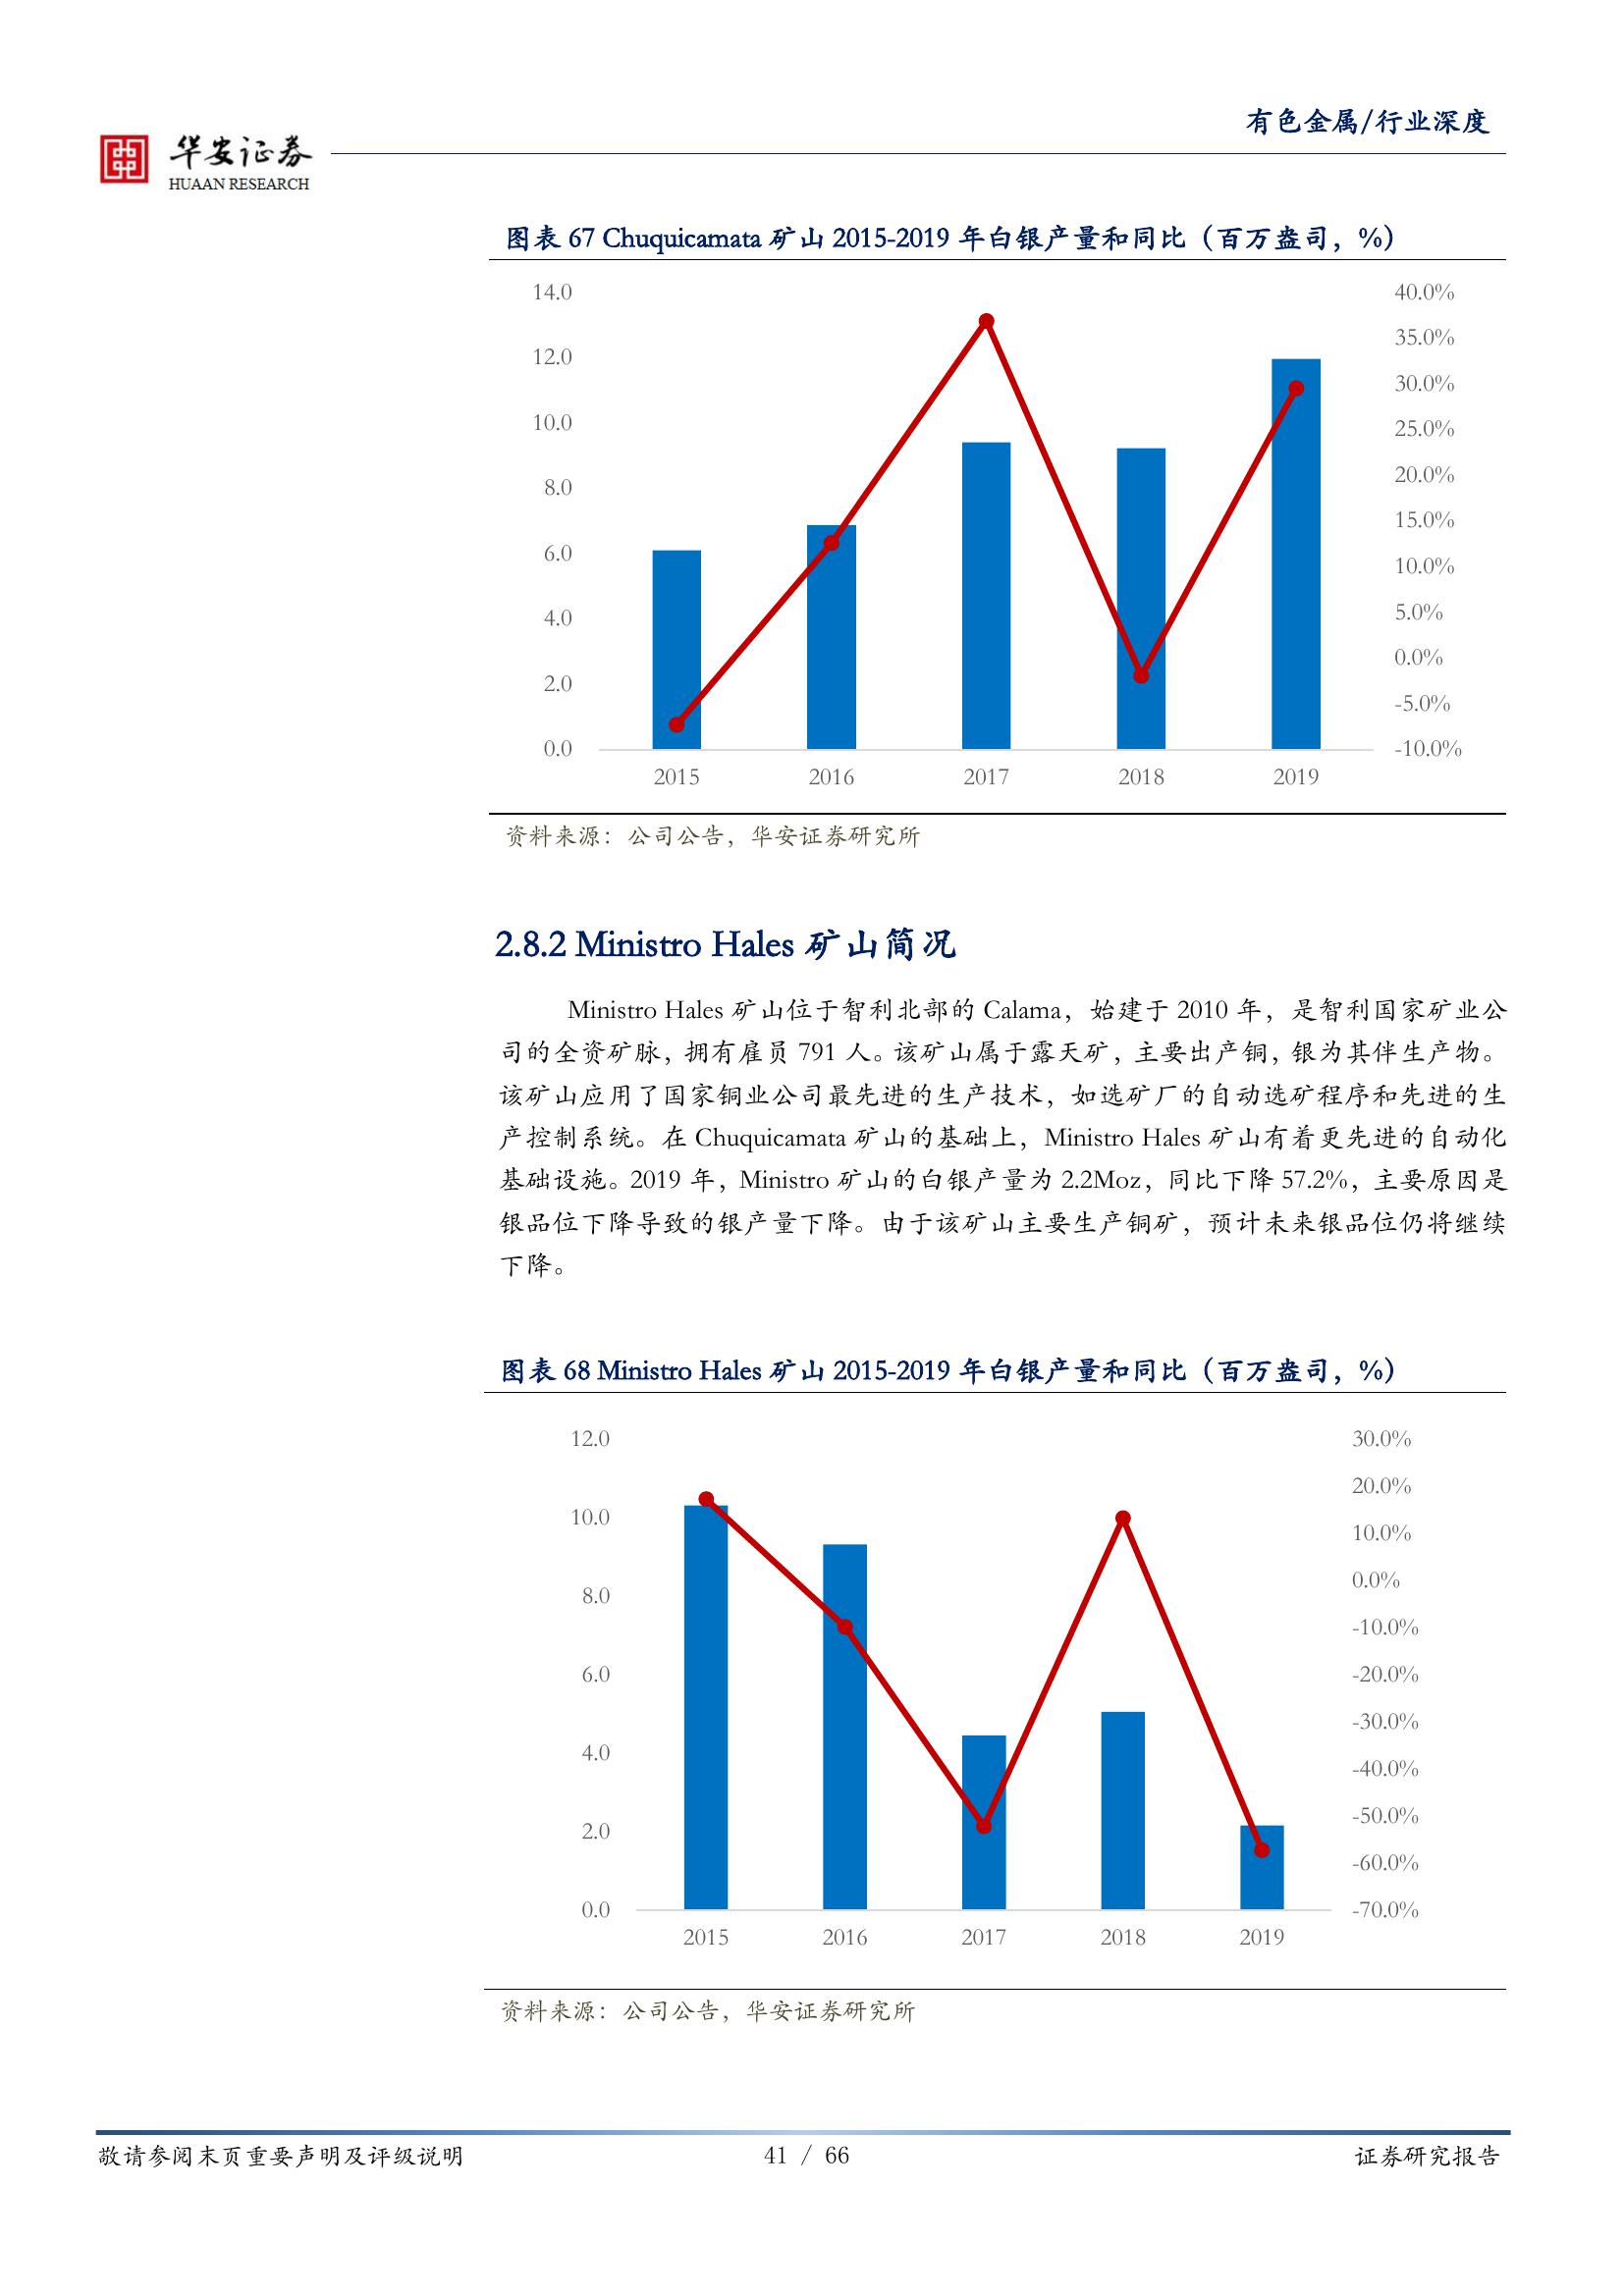 有色金属/行业深度
华安证券
HUAAN RESEARCH
图表 67 Chuquicamata 矿山 2015-2019 年白银产量和同比（百万盎司，%）
14.0
12.0
10.0
8.0
6.0
4.0
2.0
0.0
40.0%
35.0%
30.0%
25.0%
20.0%
15.0%
10.0%
5.0%
0.0%
-5.0%
-10.0%
2015 2016 2017 2018 2019
资料来源：公司公告，华安证券研究所
2.8.2 Ministro Hales 矿山简况
Ministro Hales 矿山位于智利北部的 Calama，始建于 2010 年，是智利国家矿业公
司的全资矿脉，拥有雇员 791 人。该矿山属于露天矿，主要出产铜，银为其伴生产物。
该矿山应用了国家铜业公司最先进的生产技术，如选矿厂的自动选矿程序和先进的生
产控制系统。在 Chuquicamata 矿山的基础上，Ministro Hales 矿山有着更先进的自动化
基础设施。2019 年，Ministro 矿山的白银产量为 2.2Moz，同比下降 57.2%，主要原因是
银品位下降导致的银产量下降。由于该矿山主要生产铜矿，预计未来银品位仍将继续
下降。
图表 68 Ministro Hales 矿山 2015-2019 年白银产量和同比（百万盎司，%）
12.0
10.0
8.0
6.0
4.0
2.0
0.0
30.0%
20.0%
10.0%
0.0%
-10.0%
-20.0%
-30.0%
-40.0%
-50.0%
-60.0%
-70.0%
2015 2016 2017 2018 2019
资料来源：公司公告，华安证券研究所
敬请参阅末页重要声明及评级说明 41 / 66 证券研究报告